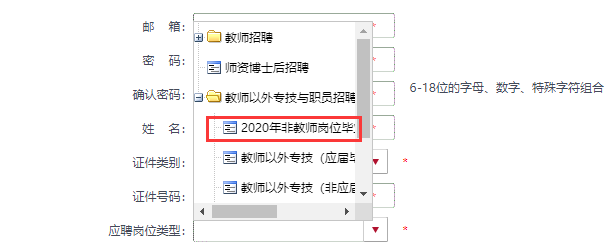 邮 箱: *
教师招聘
密 码: *
师资博士后招聘
确认密码: *
6-18位的字母、数字、特殊字符组合
教师以外专技与职员招聘
姓 名: *
2020年非教师岗位毕
证件类别: *
教师以外专技（应届毕
证件号码: *
教师以外专技（非应届
应聘岗位类型: *